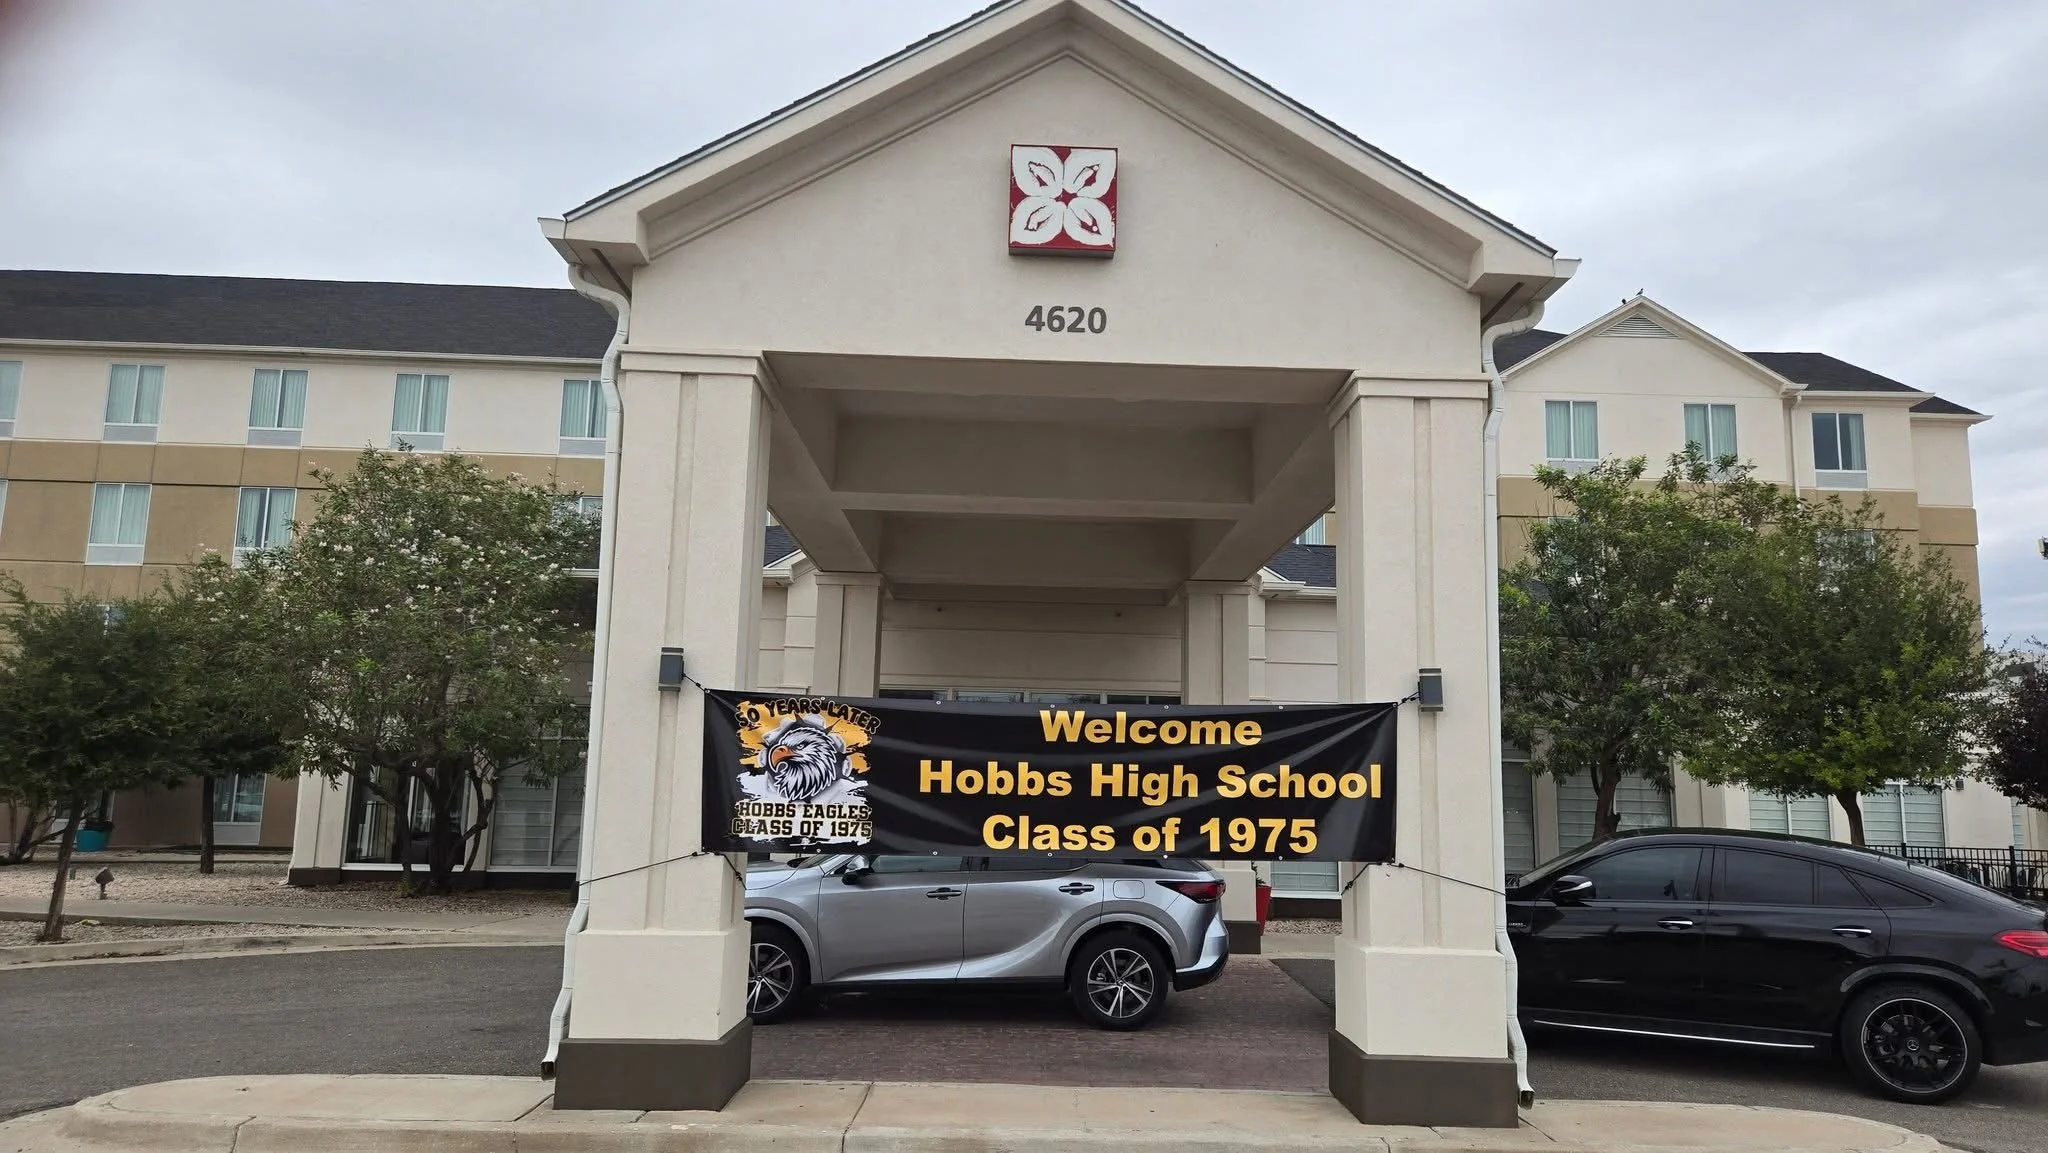 4620
50 YEARS LATER
HOBBS EAGLES
CLASS OF 1975
Welcome
Hobbs High School
Class of 1975